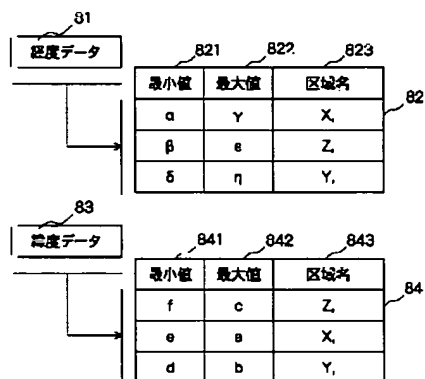 81
経度データ
821 822 823
最小値 最大値 区域名
α γ X,
β ε Z,
δ η Y,
82
83
緯度データ
841 842 843
最小値 最大値 区域名
f c Z,
e a X,
d b Y,
84